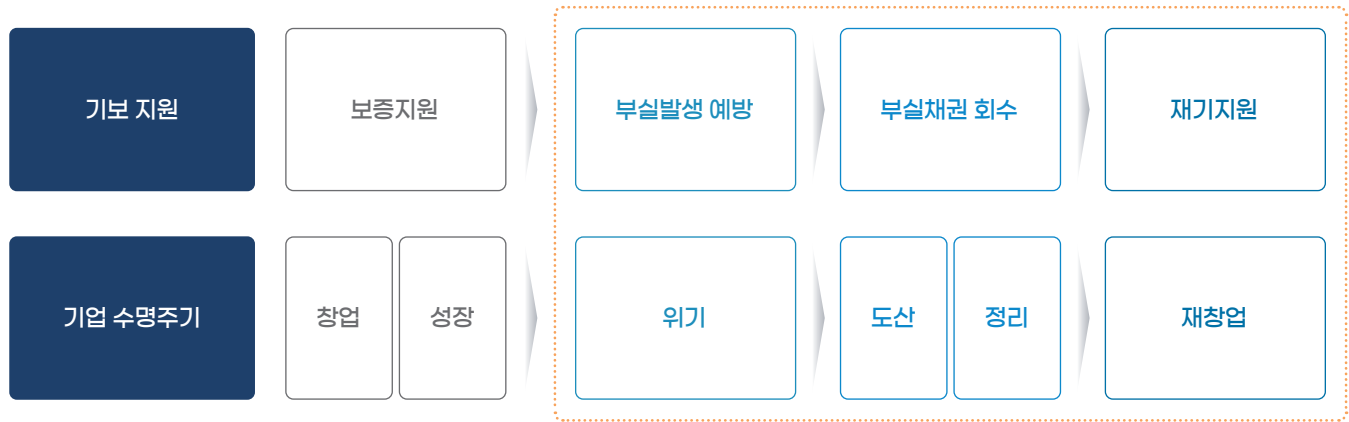 기보 지원
보증지원
부실발생 예방
부실채권 회수
재기지원
기업 수명주기
창업
성장
위기
도산
정리
재창업